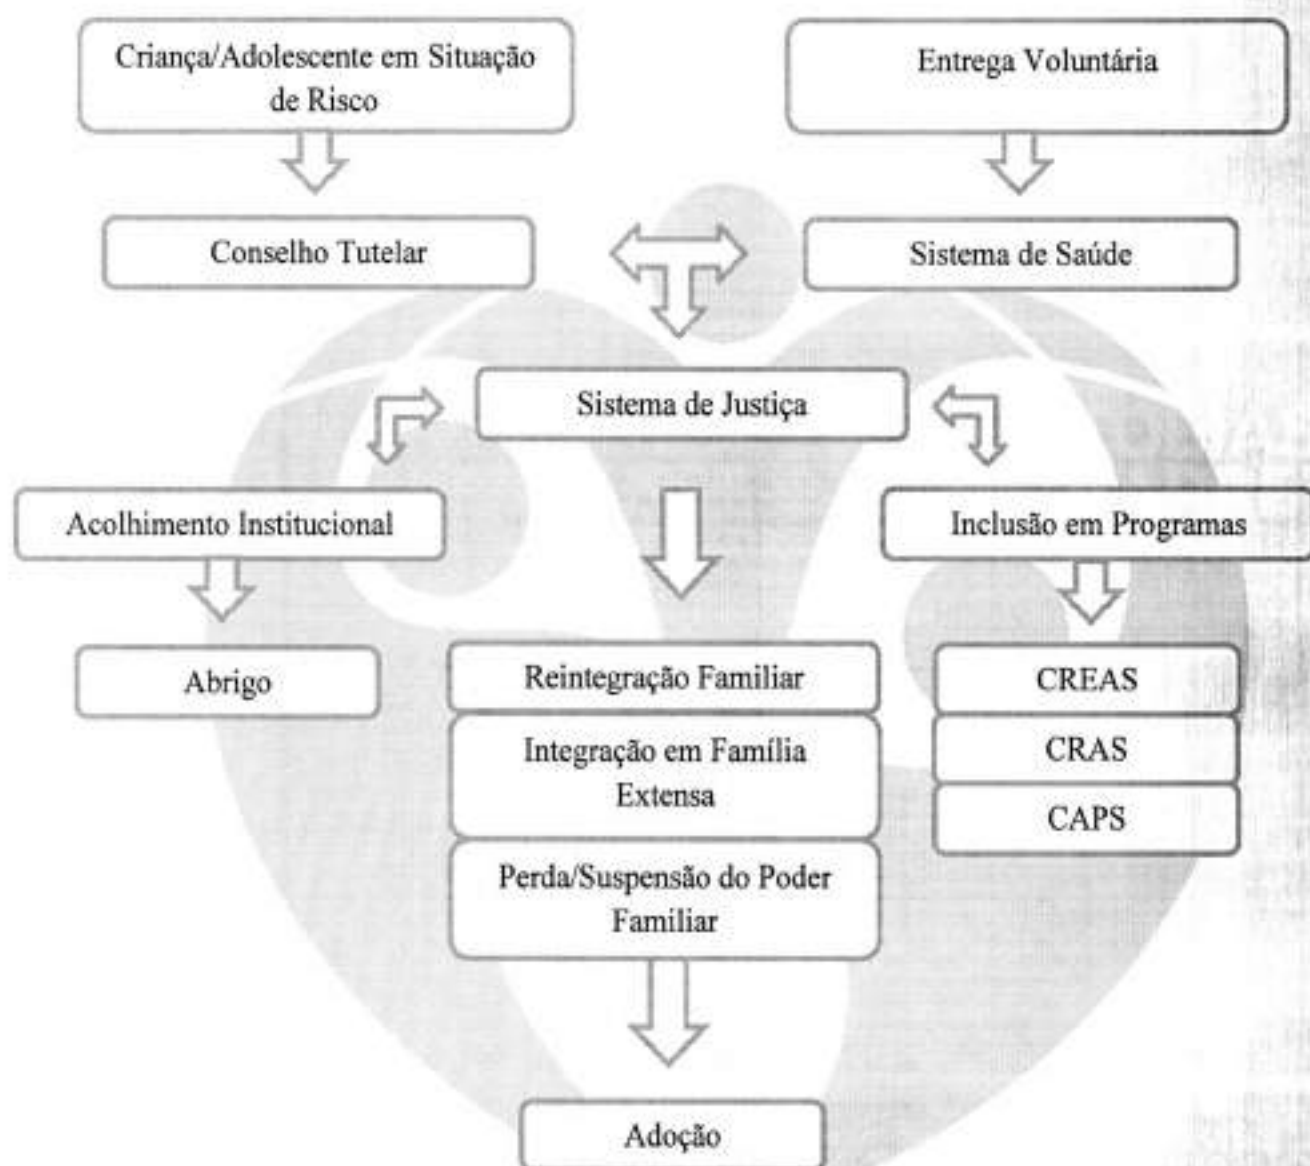 Criança/Adolescente em Situação
de Risco
Entrega Voluntária
Conselho Tutelar
Sistema de Saúde
Sistema de Justiça
Acolhimento Institucional
Inclusão em Programas
Abrigo
Reintegração Familiar
Integração em Família
Extensa
Perda/Suspensão do Poder
Familiar
CREAS
CRAS
CAPS
Adoção